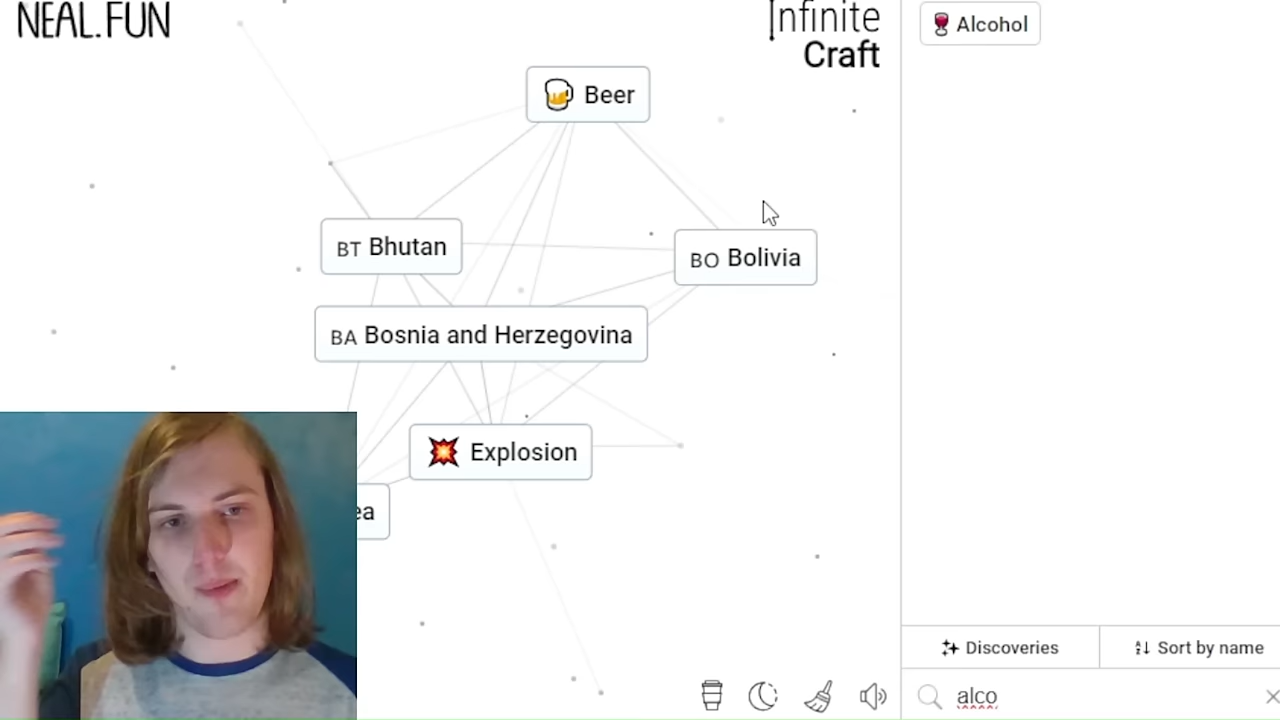 NEAL.FUN
Infinite
Craft
Alcohol
Beer
BT Bhutan
BO Bolivia
BA Bosnia and Herzegovina
Explosion
ea
Discoveries
Sort by name
alco